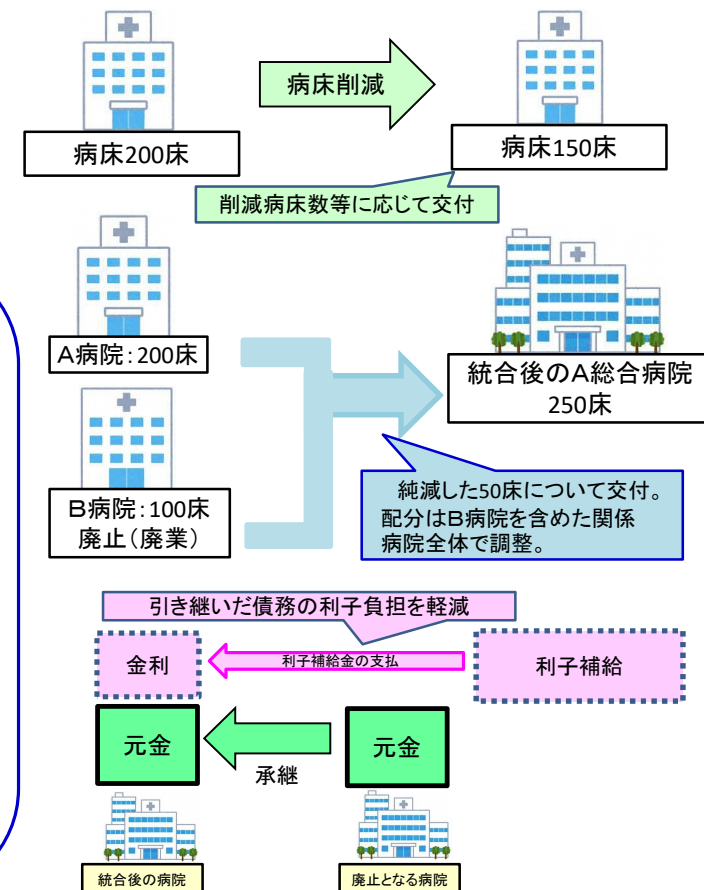 病床削減
病床200床
病床150床
削減病床数等に応じて交付
A病院:200床
B病院:100床
廃止(廃業)
統合後のA総合病院
250床
純減した50床について交付。
配分はB病院を含めた関係
病院全体で調整。
引き継いだ債務の利子負担を軽減
金利
利子補給金の支払
利子補給
元金
承継
元金
統合後の病院
廃止となる病院